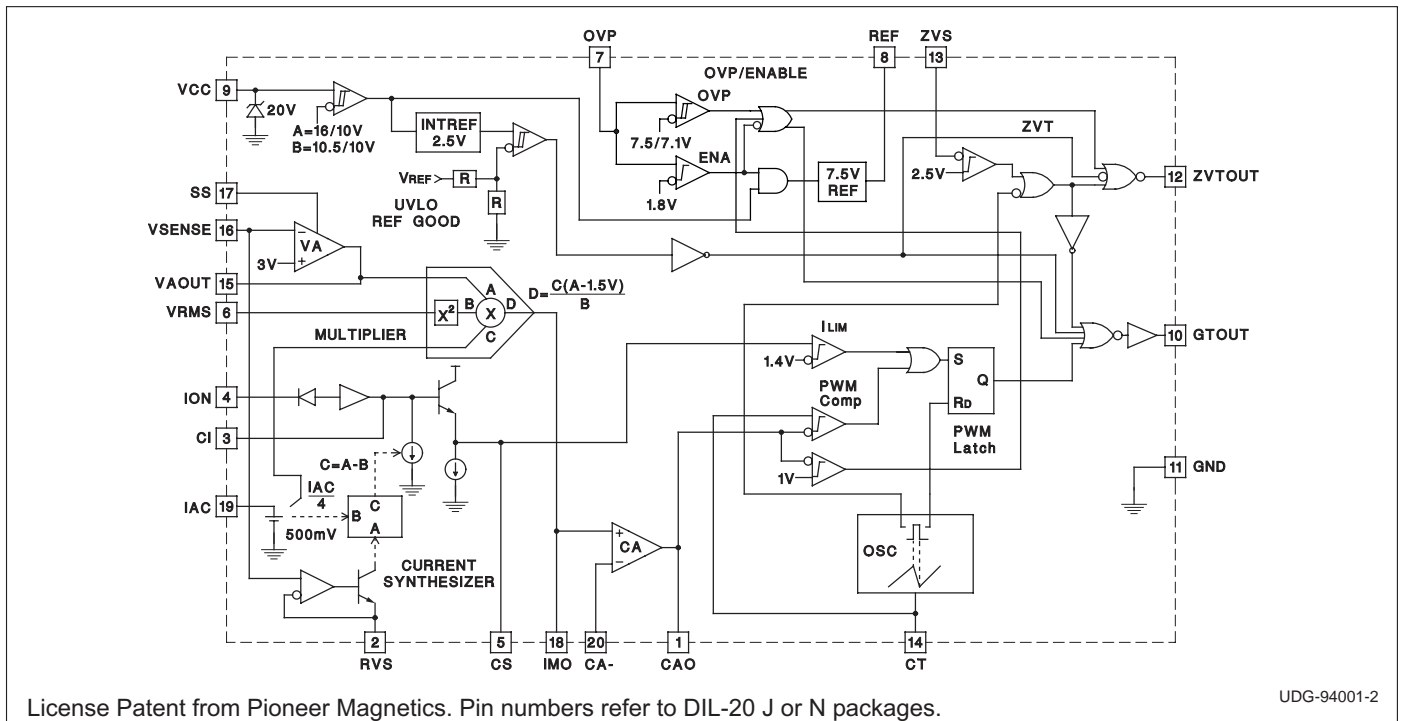 OVP
7
REF
8
ZVS
13
OVP/ENABLE
VCC
9
20V
A=16/10V
B=10.5/10V
INTREF
2.5V
OVP
7.5/7.1V
ENA
1.8V
7.5V
REF
ZVT
2.5V
12
ZVTOUT
VREF
R
R
UVLO
REF GOOD
SS
17
VSENSE
16
VA
3V
VAOUT
15
VRMS
6
X2
B
A
X
D
C
D=C(A-1.5V)
B
MULTIPLIER
ILIM
1.4V
PWM
Comp
S
Q
RD
PWM
Latch
10
GTOUT
ION
4
CI
3
C=A-B
1V
11
GND
IAC
19
IAC
4
500mV
B
C
A
CURRENT
SYNTHESIZER
CA
OSC
2
RVS
5
CS
18
IMO
20
CA-
1
CAO
14
CT
License Patent from Pioneer Magnetics. Pin numbers refer to DIL-20 J or N packages.
UDG-94001-2